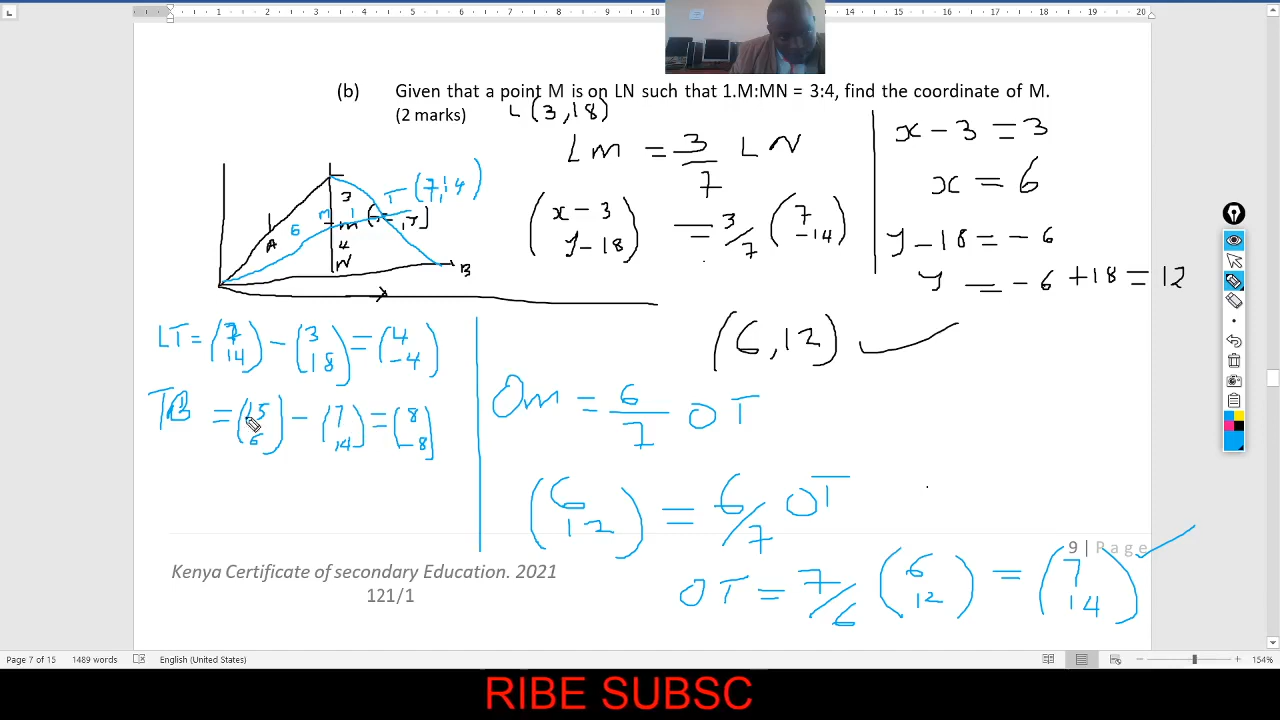 (b) Given that a point M is on LN such that 1.M:MN = 3:4, find the coordinate of M.
(2 marks)
L (3,18)
LM = 3/7 LN
(x - 3, y - 18) = 3/7 (7, -14)
x - 3 = 3
x = 6
y - 18 = - 6
y = - 6 + 18 = 12
(6,12)
T (7,14)
3
M
1
6
m
4
A
N
B
LT = (7, 14) - (3, 18) = (4, -4)
TB = (15, 6) - (7, 14) = (8, -8)
OM = 6/7 OT
(6, 12) = 6/7 OT
OT = 7/6 (6, 12) = (7, 14)
9 | Page
Kenya Certificate of secondary Education. 2021
121/1
Page 7 of 15 1489 words English (United States) 154%
RIBE SUBSC